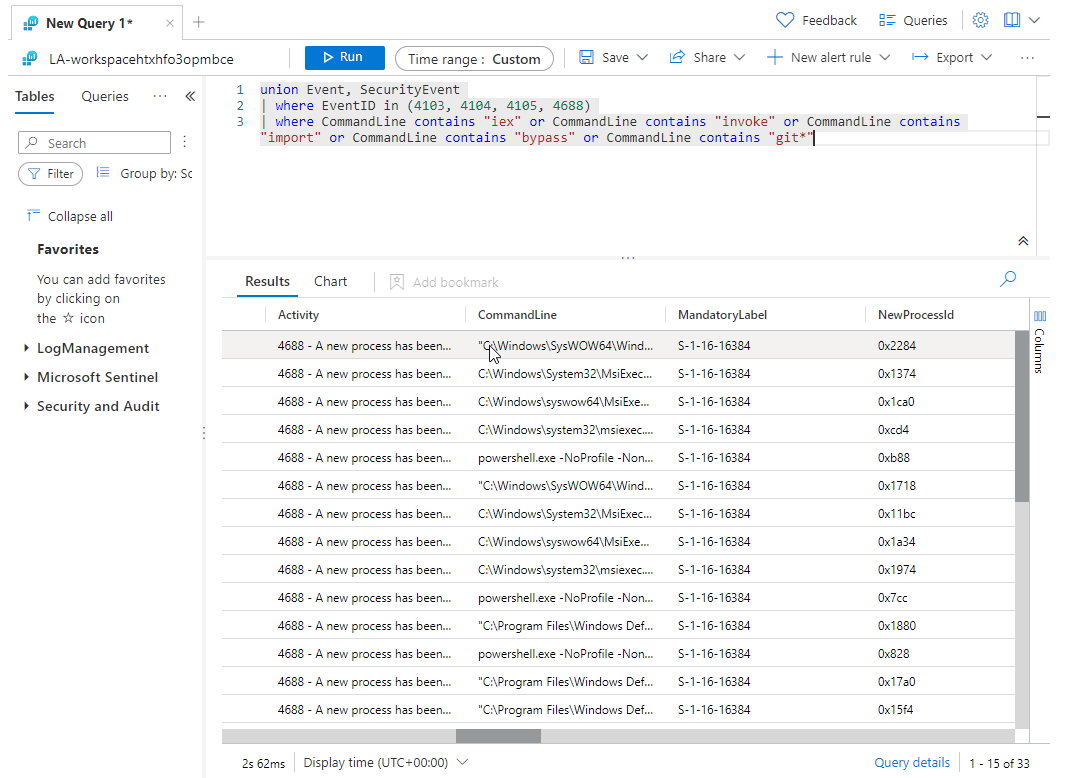 New Query 1*
Feedback
Queries
LA-workspacehtxhfo3opmbce
Run
Time range : Custom
Save
Share
New alert rule
Export
Tables
Queries
Search
Filter
Group by: Sc
Collapse all
Favorites
You can add favorites
by clicking on
the ☆ icon
LogManagement
Microsoft Sentinel
Security and Audit
1 union Event, SecurityEvent
2 | where EventID in (4103, 4104, 4105, 4688)
3 | where CommandLine contains "iex" or CommandLine contains "invoke" or CommandLine contains
"import" or CommandLine contains "bypass" or CommandLine contains "git*"
Results
Chart
Add bookmark
Activity CommandLine MandatoryLabel NewProcessId
4688 - A new process has been... "C:\Windows\SysWOW64\Wind... S-1-16-16384 0x2284
4688 - A new process has been... C:\Windows\System32\MsiExec... S-1-16-16384 0x1374
4688 - A new process has been... C:\Windows\syswow64\MsiExe... S-1-16-16384 0x1ca0
4688 - A new process has been... C:\Windows\system32\msiexec.... S-1-16-16384 0xcd4
4688 - A new process has been... powershell.exe -NoProfile -Non... S-1-16-16384 0xb88
4688 - A new process has been... "C:\Windows\SysWOW64\Wind... S-1-16-16384 0x1718
4688 - A new process has been... C:\Windows\System32\MsiExec... S-1-16-16384 0x11bc
4688 - A new process has been... C:\Windows\syswow64\MsiExe... S-1-16-16384 0x1a34
4688 - A new process has been... C:\Windows\system32\msiexec.... S-1-16-16384 0x1974
4688 - A new process has been... powershell.exe -NoProfile -Non... S-1-16-16384 0x7cc
4688 - A new process has been... "C:\Program Files\Windows Def... S-1-16-16384 0x1880
4688 - A new process has been... powershell.exe -NoProfile -Non... S-1-16-16384 0x828
4688 - A new process has been... "C:\Program Files\Windows Def... S-1-16-16384 0x17a0
4688 - A new process has been... "C:\Program Files\Windows Def... S-1-16-16384 0x15f4
Columns
2s 62ms
Display time (UTC+00:00)
Query details
1 - 15 of 33